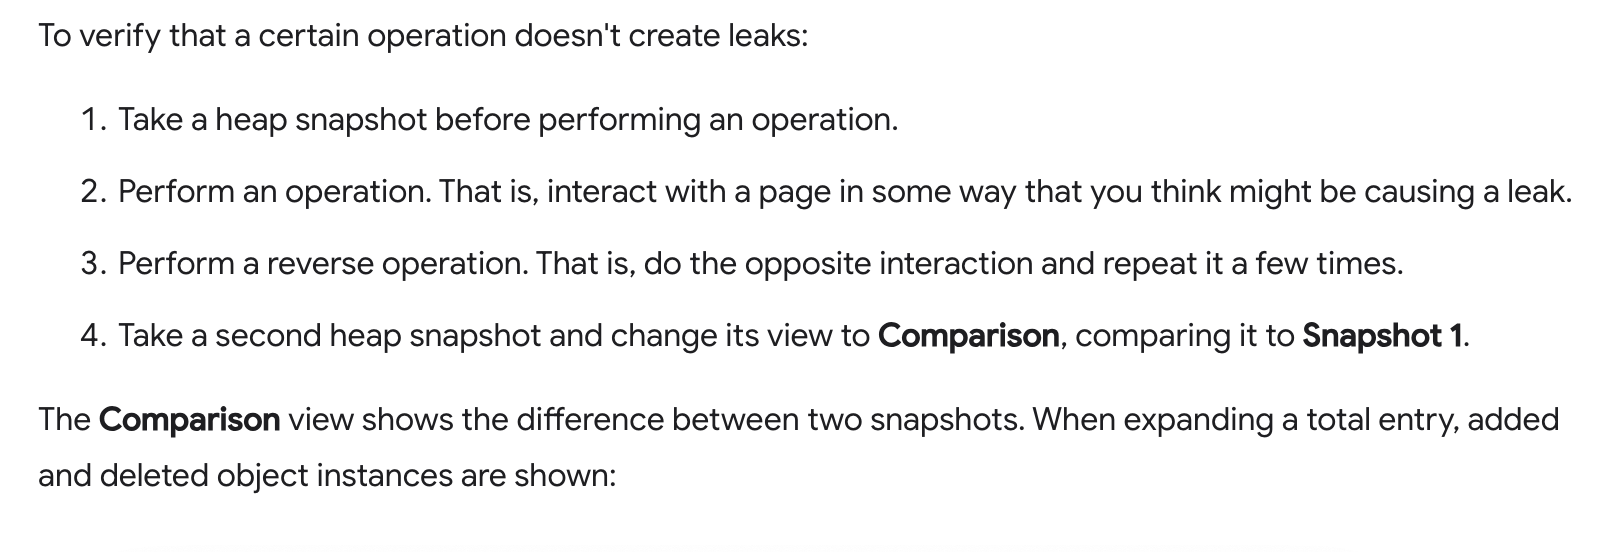 To verify that a certain operation doesn't create leaks:
1. Take a heap snapshot before performing an operation.
2. Perform an operation. That is, interact with a page in some way that you think might be causing a leak.
3. Perform a reverse operation. That is, do the opposite interaction and repeat it a few times.
4. Take a second heap snapshot and change its view to Comparison, comparing it to Snapshot 1.
The Comparison view shows the difference between two snapshots. When expanding a total entry, added
and deleted object instances are shown: